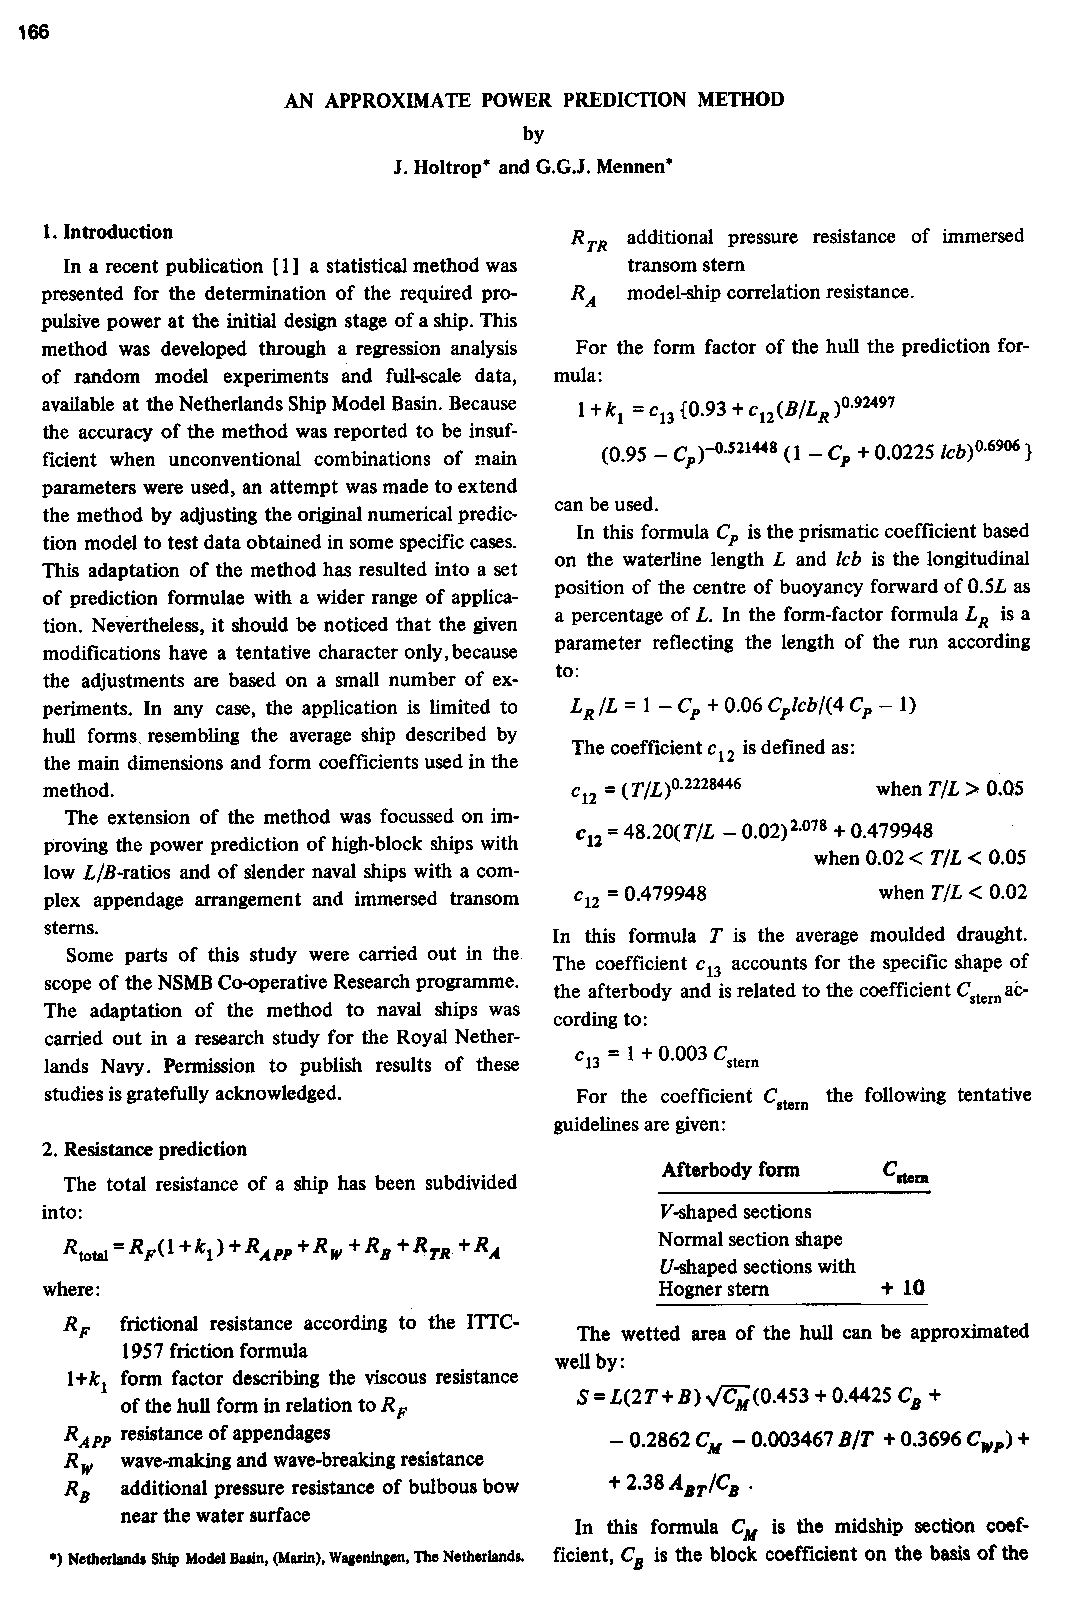 166
AN APPROXIMATE POWER PREDICTION METHOD
by
J. Holtrop* and G.G.J. Mennen*
1. Introduction
In a recent publication [1] a statistical method was
presented for the determination of the required pro-
pulsive power at the initial design stage of a ship. This
method was developed through a regression analysis
of random model experiments and full-scale data,
available at the Netherlands Ship Model Basin. Because
the accuracy of the method was reported to be insuf-
ficient when unconventional combinations of main
parameters were used, an attempt was made to extend
the method by adjusting the original numerical predic-
tion model to test data obtained in some specific cases.
This adaptation of the method has resulted into a set
of prediction formulae with a wider range of applica-
tion. Nevertheless, it should be noticed that the given
modifications have a tentative character only, because
the adjustments are based on a small number of ex-
periments. In any case, the application is limited to
hull forms resembling the average ship described by
the main dimensions and form coefficients used in the
method.
The extension of the method was focussed on im-
proving the power prediction of high-block ships with
low L/B-ratios and of slender naval ships with a com-
plex appendage arrangement and immersed transom
sterns.
Some parts of this study were carried out in the
scope of the NSMB Co-operative Research programme.
The adaptation of the method to naval ships was
carried out in a research study for the Royal Nether-
lands Navy. Permission to publish results of these
studies is gratefully acknowledged.
2. Resistance prediction
The total resistance of a ship has been subdivided
into:
R_total = R_F(1+k_1) + R_APP + R_W + R_B + R_TR + R_A
where:
R_F frictional resistance according to the ITTC-
1957 friction formula
1+k_1 form factor describing the viscous resistance
of the hull form in relation to R_F
R_APP resistance of appendages
R_W wave-making and wave-breaking resistance
R_B additional pressure resistance of bulbous bow
near the water surface
*) Netherlands Ship Model Basin, (Marin), Wageningen, The Netherlands.
R_TR additional pressure resistance of immersed
transom stern
R_A model-ship correlation resistance.
For the form factor of the hull the prediction for-
mula:
1 + k_1 = c_13 {0.93 + c_12 (B/L_R)^0.92497
(0.95 − C_P)^−0.521448 (1 − C_P + 0.0225 lcb)^0.6906 }
can be used.
In this formula C_P is the prismatic coefficient based
on the waterline length L and lcb is the longitudinal
position of the centre of buoyancy forward of 0.5L as
a percentage of L. In the form-factor formula L_R is a
parameter reflecting the length of the run according
to:
L_R/L = 1 − C_P + 0.06 C_P lcb/(4 C_P − 1)
The coefficient c_12 is defined as:
c_12 = (T/L)^0.2228446 when T/L > 0.05
c_12 = 48.20(T/L − 0.02)^2.078 + 0.479948
when 0.02 < T/L < 0.05
c_12 = 0.479948 when T/L < 0.02
In this formula T is the average moulded draught.
The coefficient c_13 accounts for the specific shape of
the afterbody and is related to the coefficient C_stern ac-
cording to:
c_13 = 1 + 0.003 C_stern
For the coefficient C_stern the following tentative
guidelines are given:
Afterbody form C_stern
V-shaped sections
Normal section shape
U-shaped sections with
Hogner stern + 10
The wetted area of the hull can be approximated
well by:
S = L(2T + B) √C_M (0.453 + 0.4425 C_B +
− 0.2862 C_M − 0.003467 B/T + 0.3696 C_WP) +
+ 2.38 A_BT/C_B .
In this formula C_M is the midship section coef-
ficient, C_B is the block coefficient on the basis of the